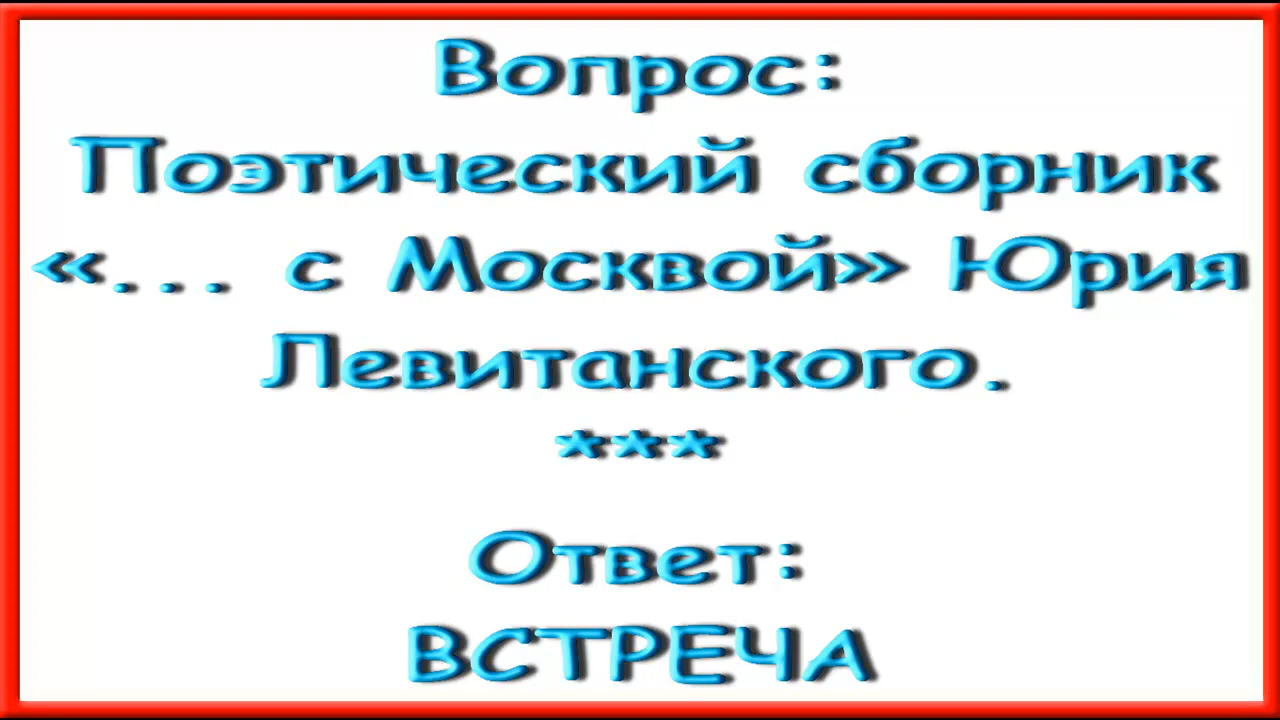 Вопрос:
Поэтический сборник
«... с Москвой» Юрия
Левитанского.
***
Ответ:
ВСТРЕЧА